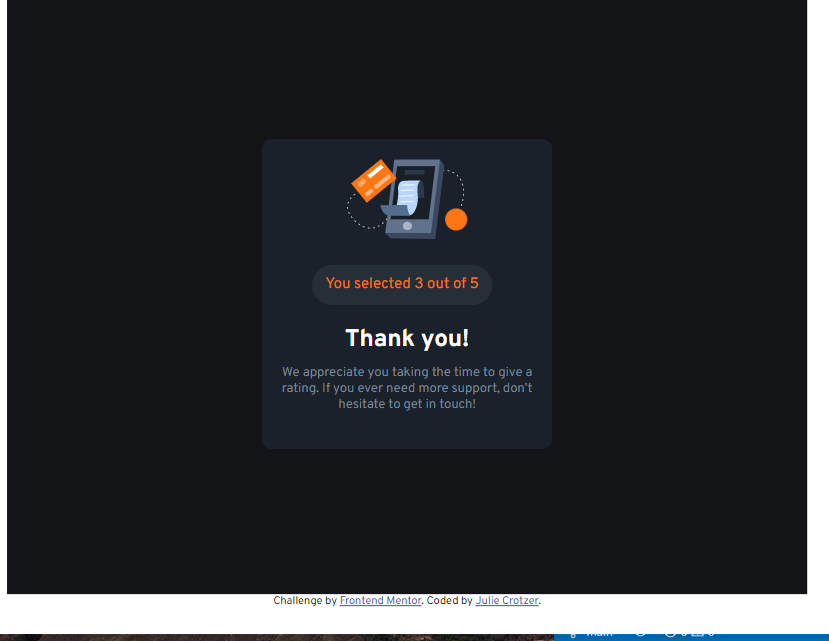 You selected 3 out of 5
Thank you!
We appreciate you taking the time to give a
rating. If you ever need more support, don't
hesitate to get in touch!
Challenge by Frontend Mentor. Coded by Julie Crotzer.
main